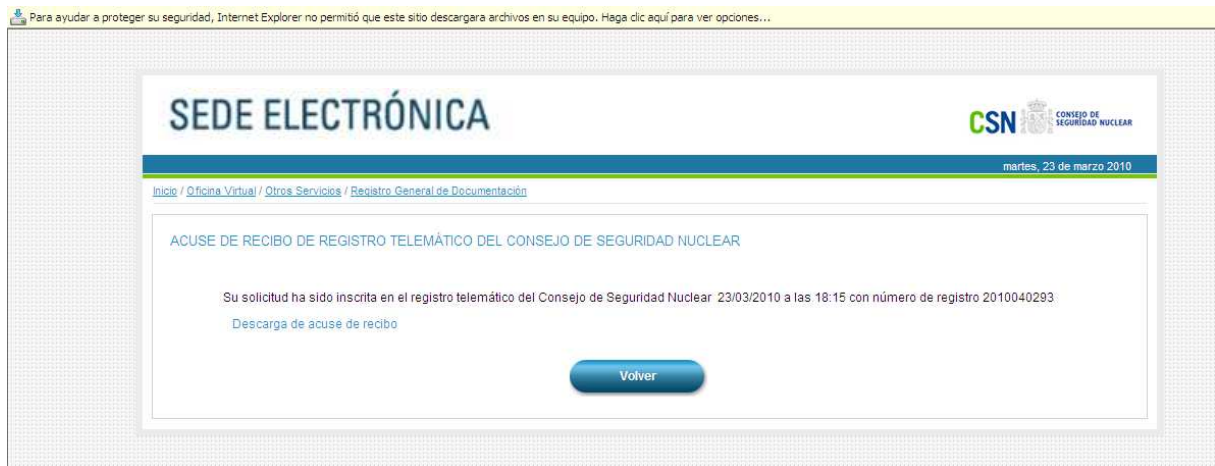 Para ayudar a proteger su seguridad, Internet Explorer no permitió que este sitio descargara archivos en su equipo. Haga clic aquí para ver opciones...
SEDE ELECTRÓNICA
CSN CONSEJO DE
SEGURIDAD NUCLEAR
martes, 23 de marzo 2010
Inicio / Oficina Virtual / Otros Servicios / Registro General de Documentación
ACUSE DE RECIBO DE REGISTRO TELEMÁTICO DEL CONSEJO DE SEGURIDAD NUCLEAR
Su solicitud ha sido inscrita en el registro telemático del Consejo de Seguridad Nuclear 23/03/2010 a las 18:15 con número de registro 2010040293
Descarga de acuse de recibo
Volver